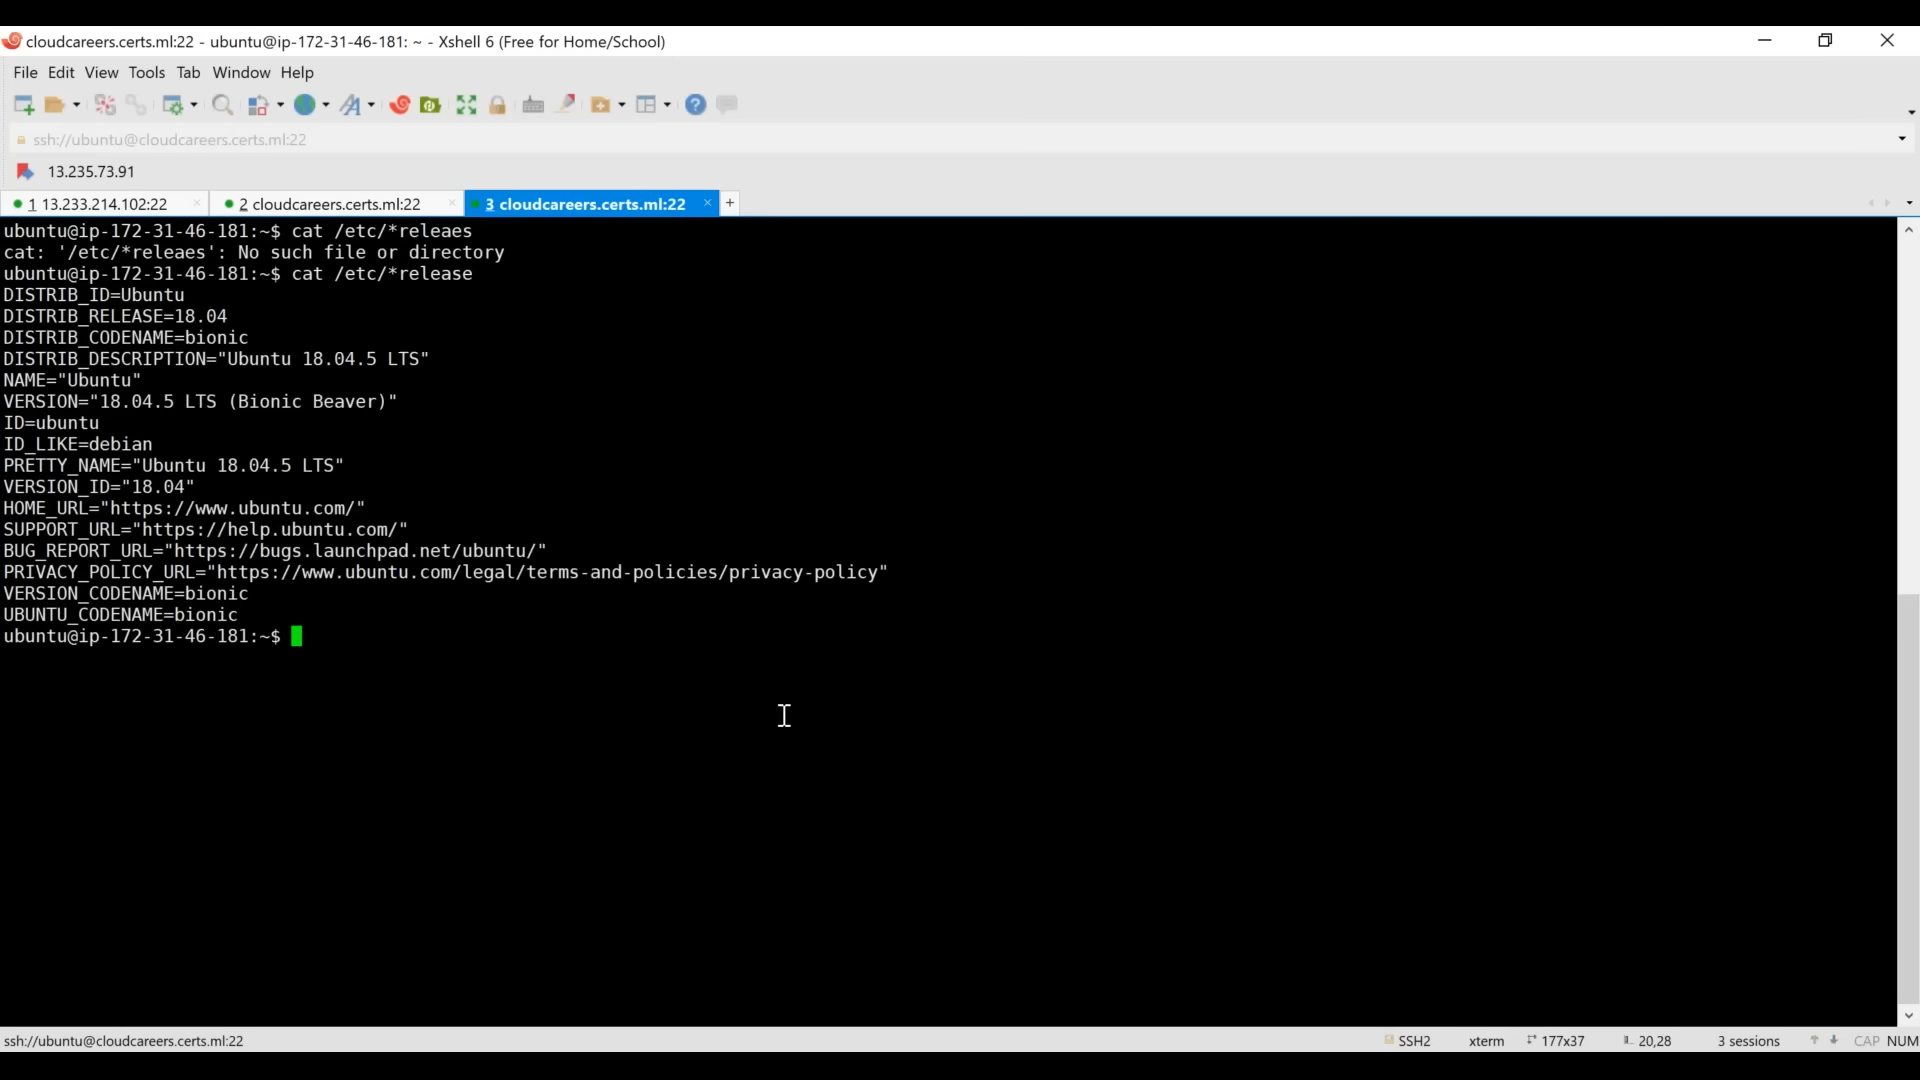 cloudcareers.certs.ml:22 - ubuntu@ip-172-31-46-181: ~ - Xshell 6 (Free for Home/School)
File Edit View Tools Tab Window Help
ssh://ubuntu@cloudcareers.certs.ml:22
13.235.73.91
1 13.233.214.102:22 × 2 cloudcareers.certs.ml:22 × 3 cloudcareers.certs.ml:22 × +
ubuntu@ip-172-31-46-181:~$ cat /etc/*releaes
cat: '/etc/*releaes': No such file or directory
ubuntu@ip-172-31-46-181:~$ cat /etc/*release
DISTRIB_ID=Ubuntu
DISTRIB_RELEASE=18.04
DISTRIB_CODENAME=bionic
DISTRIB_DESCRIPTION="Ubuntu 18.04.5 LTS"
NAME="Ubuntu"
VERSION="18.04.5 LTS (Bionic Beaver)"
ID=ubuntu
ID_LIKE=debian
PRETTY_NAME="Ubuntu 18.04.5 LTS"
VERSION_ID="18.04"
HOME_URL="https://www.ubuntu.com/"
SUPPORT_URL="https://help.ubuntu.com/"
BUG_REPORT_URL="https://bugs.launchpad.net/ubuntu/"
PRIVACY_POLICY_URL="https://www.ubuntu.com/legal/terms-and-policies/privacy-policy"
VERSION_CODENAME=bionic
UBUNTU_CODENAME=bionic
ubuntu@ip-172-31-46-181:~$
ssh://ubuntu@cloudcareers.certs.ml:22 SSH2 xterm 177x37 20,28 3 sessions CAP NUM